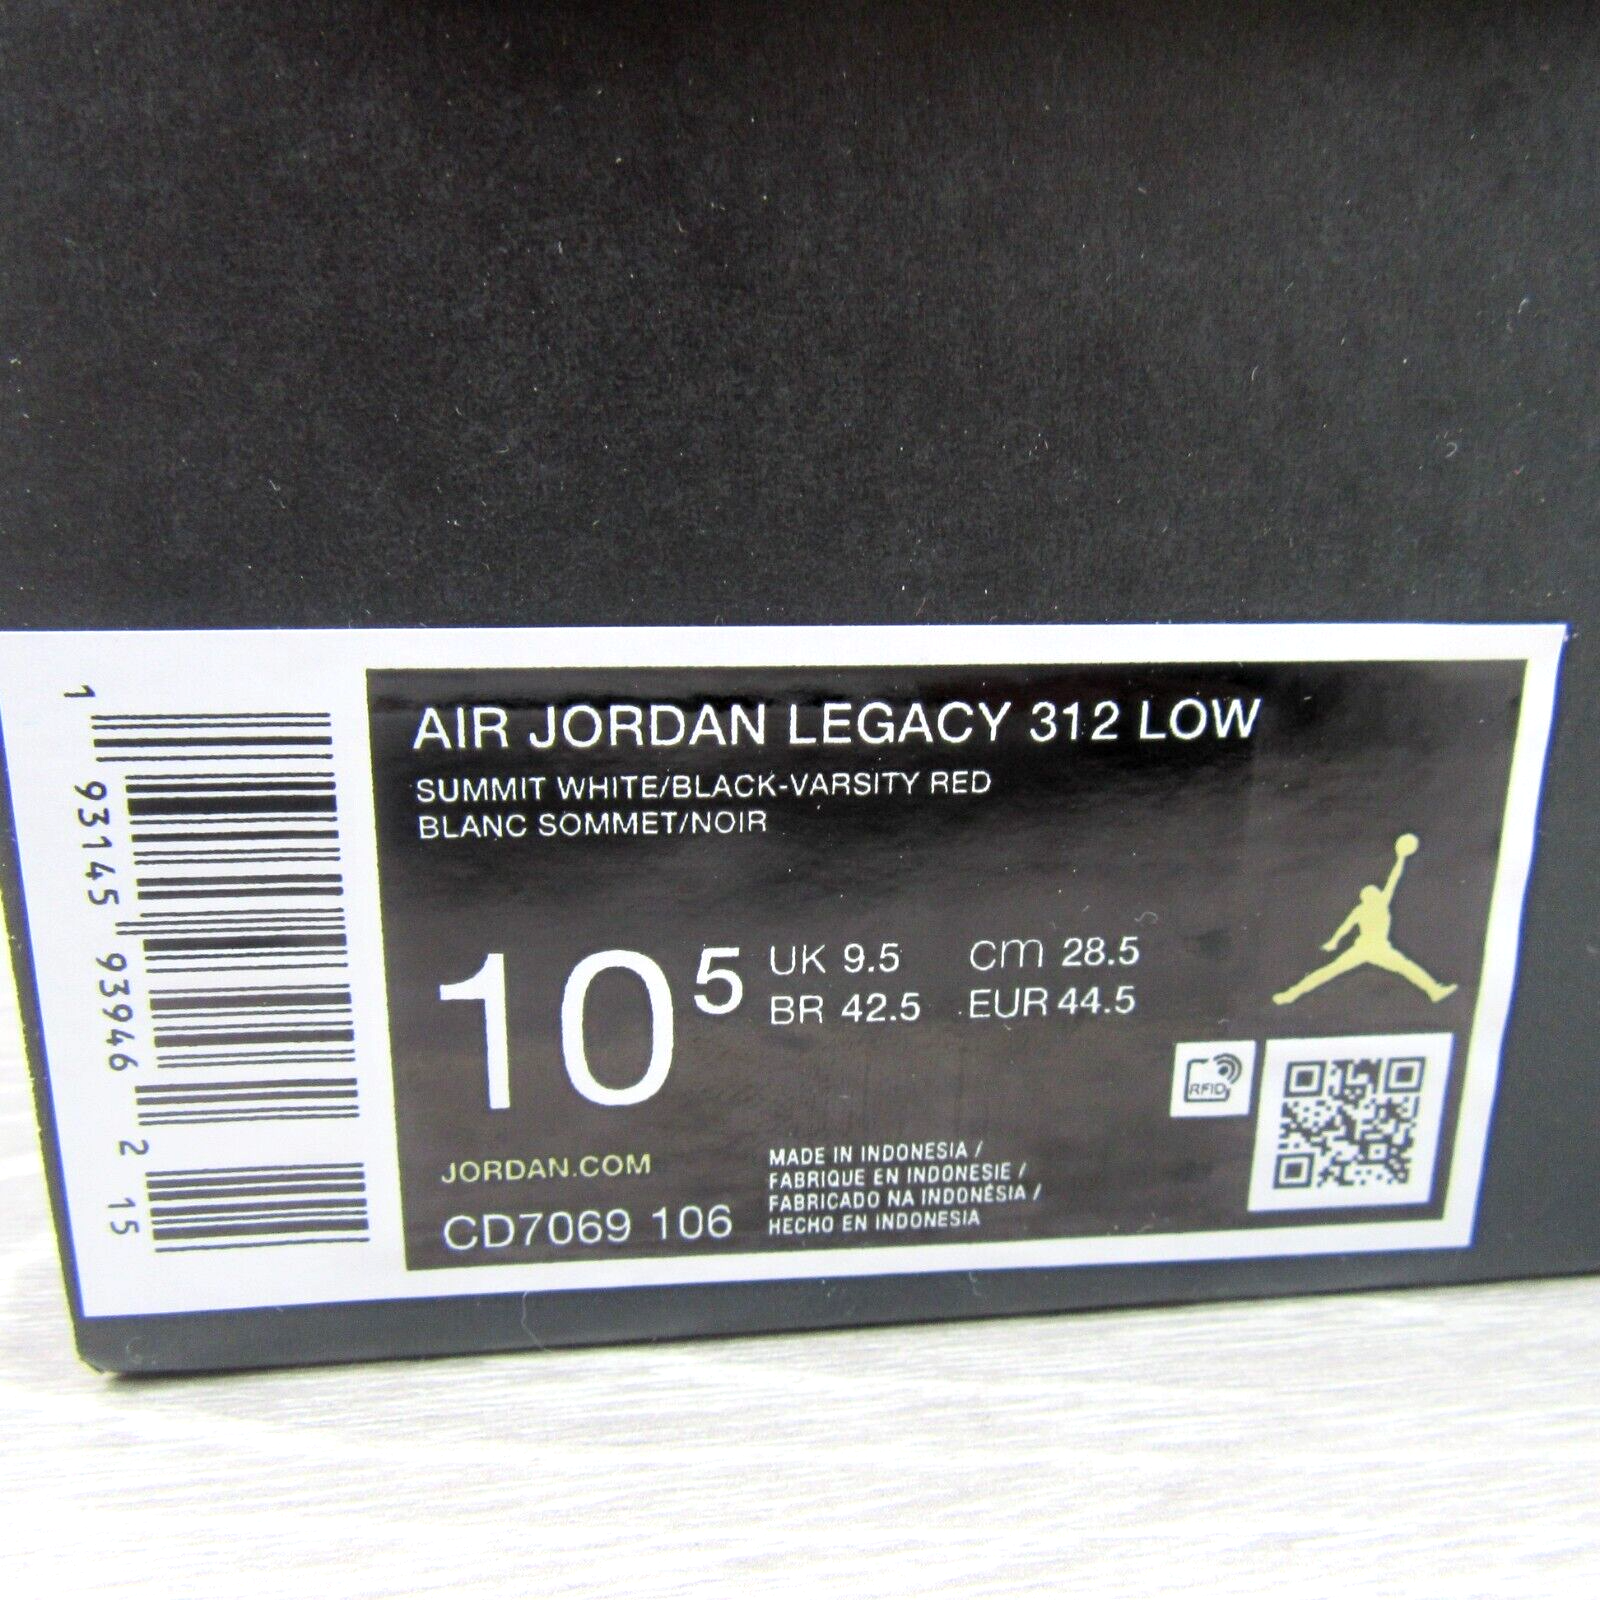 AIR JORDAN LEGACY 312 LOW
SUMMIT WHITE/BLACK-VARSITY RED
BLANC SOMMET/NOIR
10 5
UK 9.5 cm 28.5
BR 42.5 EUR 44.5
RFID
JORDAN.COM
CD7069 106
MADE IN INDONESIA /
FABRIQUE EN INDONESIE /
FABRICADO NA INDONÉSIA /
HECHO EN INDONESIA
1 93145 93946 2 15